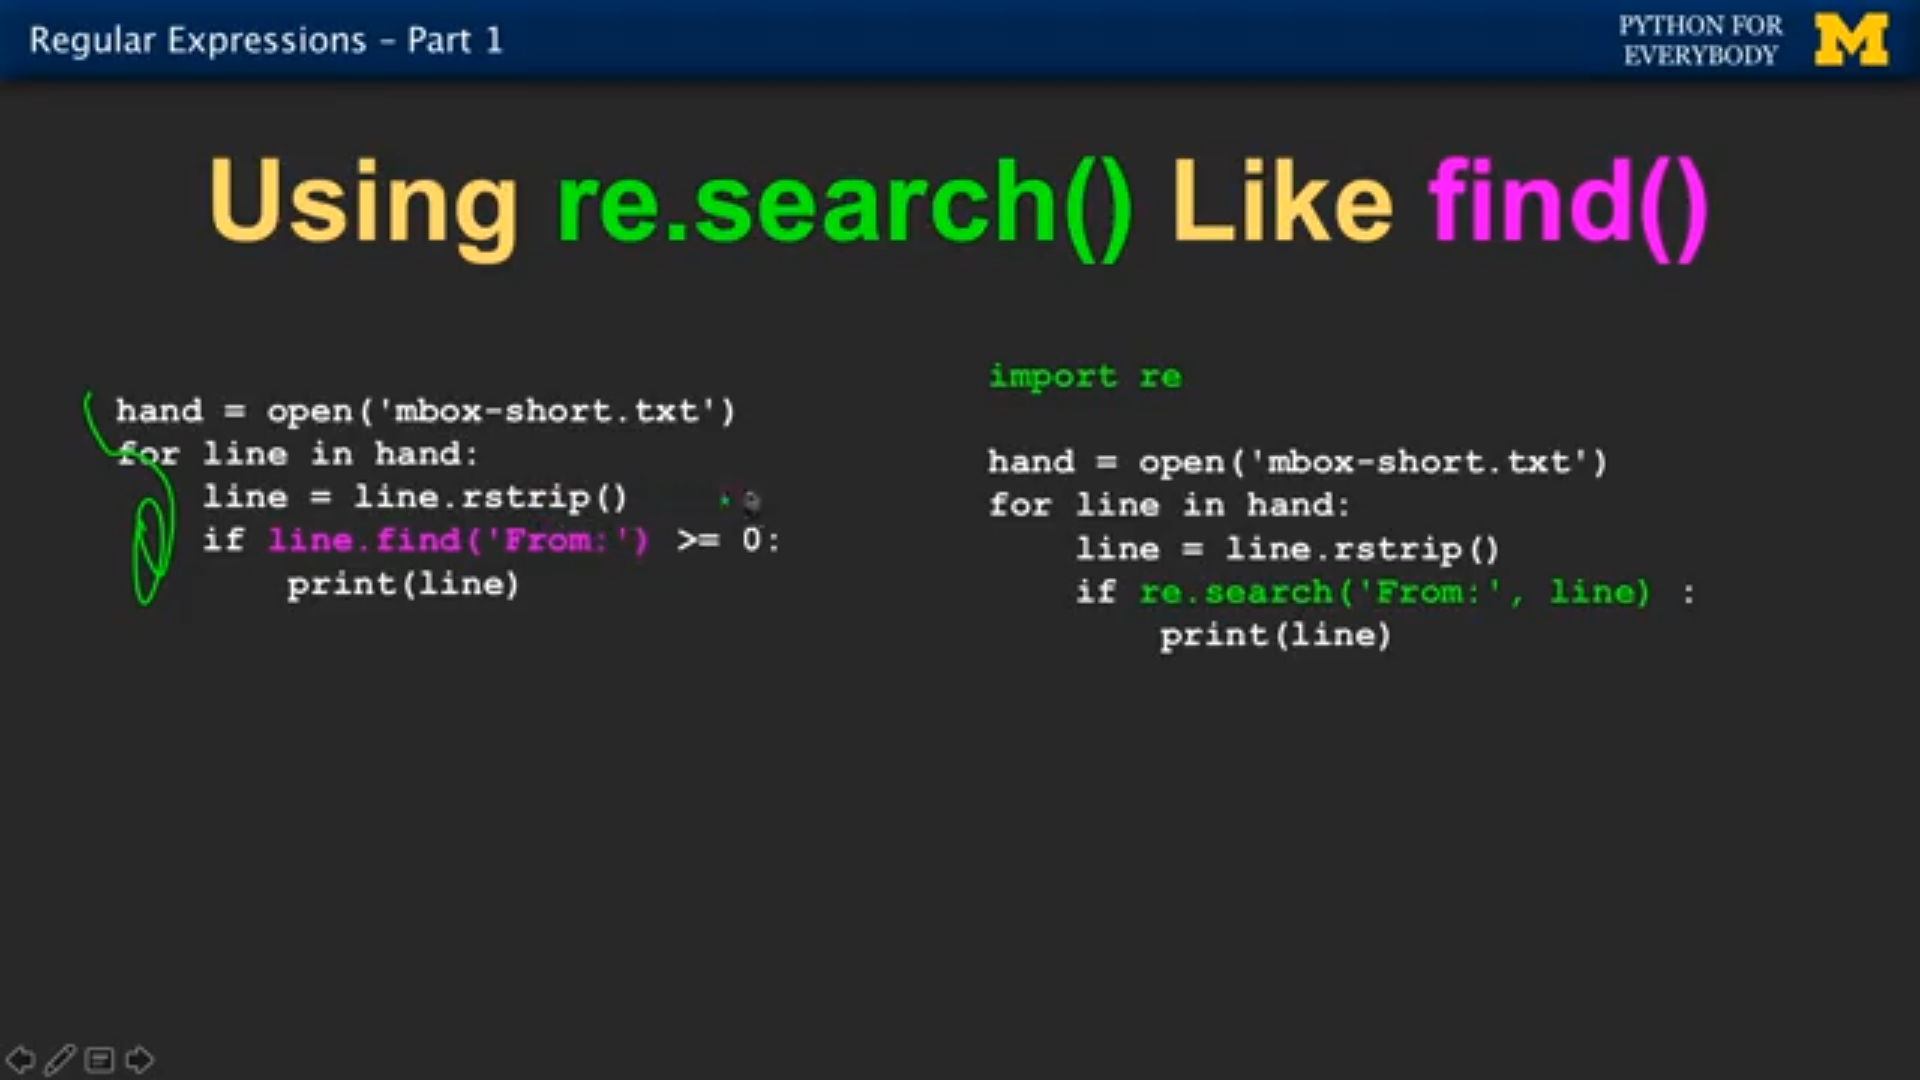 Regular Expressions – Part 1
PYTHON FOR
EVERYBODY
M
Using re.search() Like find()
hand = open('mbox-short.txt')
for line in hand:
    line = line.rstrip()
    if line.find('From:') >= 0:
        print(line)
import re
hand = open('mbox-short.txt')
for line in hand:
    line = line.rstrip()
    if re.search('From:', line) :
        print(line)